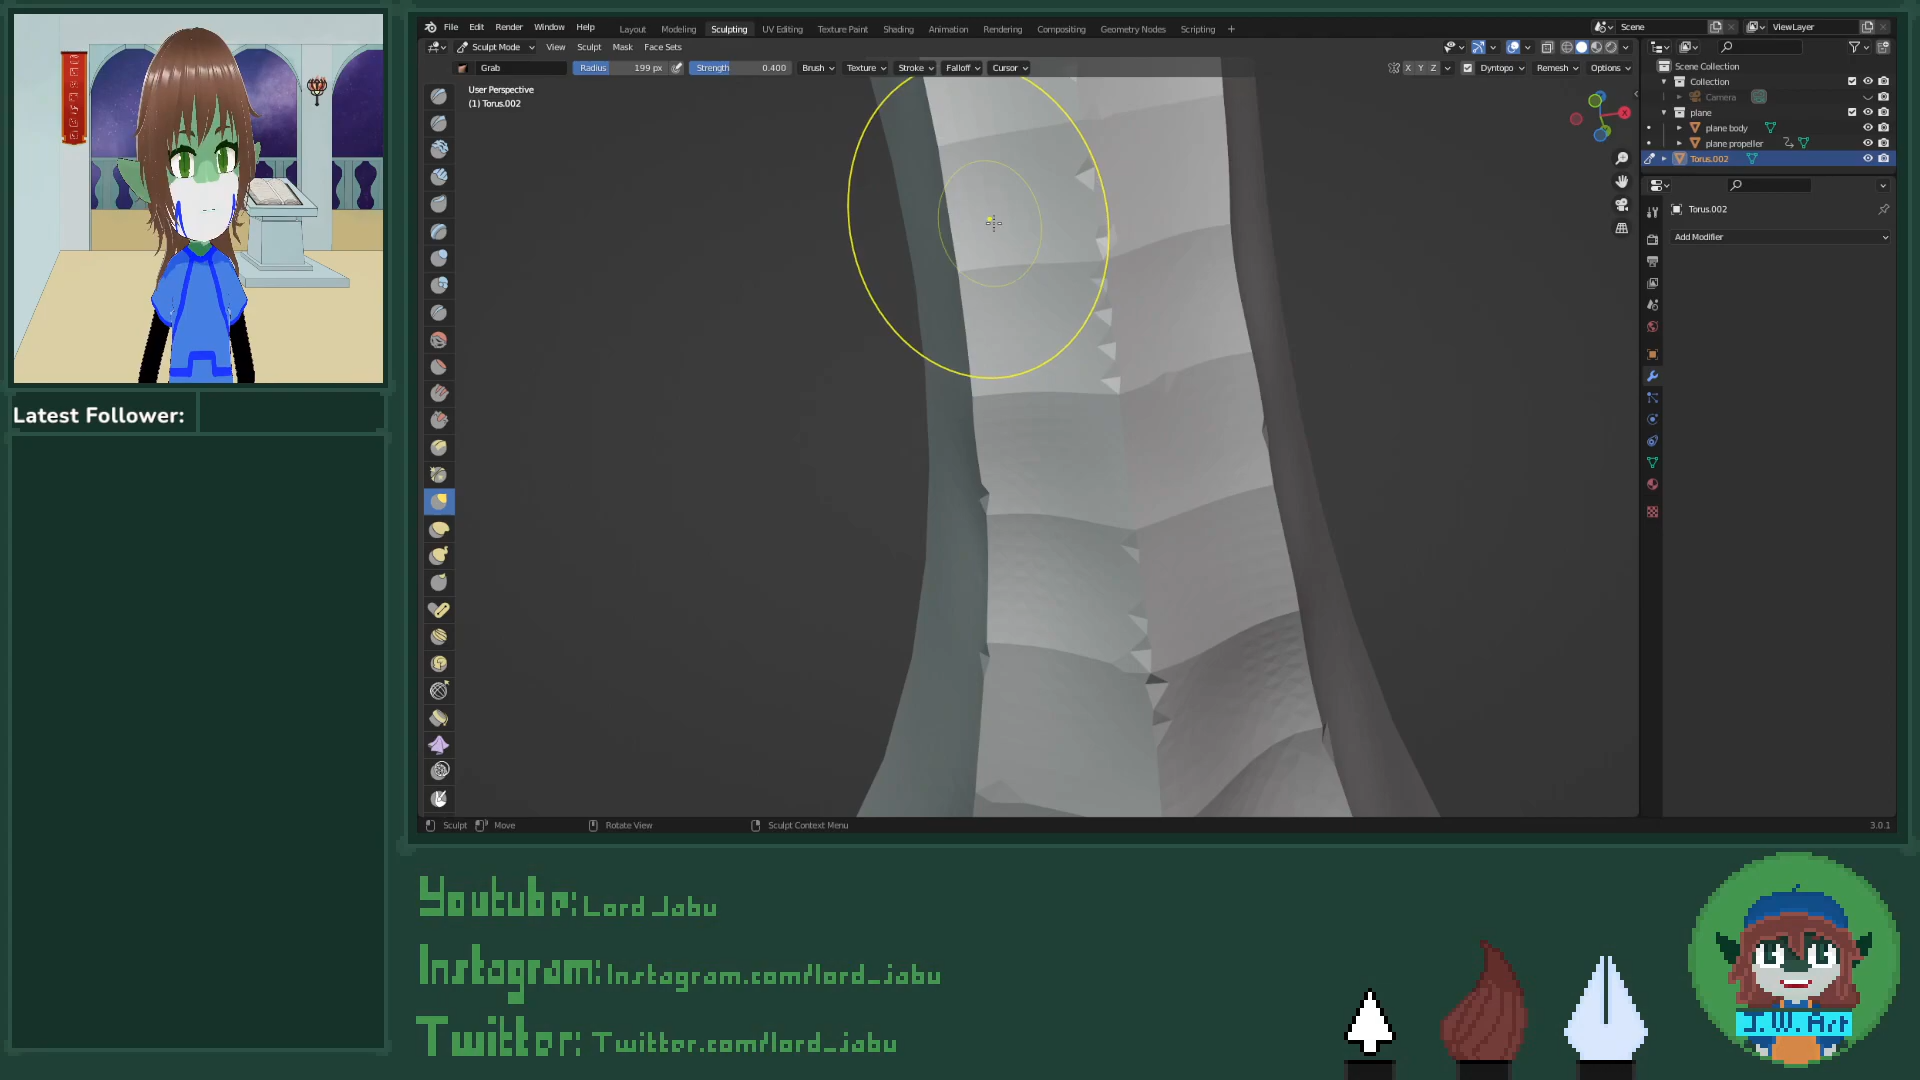 File Edit Render Window Help
Layout Modeling Sculpting UV Editing Texture Paint Shading Animation Rendering Compositing Geometry Nodes Scripting +
Scene
ViewLayer
Sculpt Mode View Sculpt Mask Face Sets
Grab Radius 199 px Strength 0.400 Brush Texture Stroke Falloff Cursor
X Y Z Dyntopo Remesh Options
User Perspective
(1) Torus.002
Scene Collection
Collection
Camera
plane
plane body
plane propeller
Torus.002
Torus.002
Add Modifier
Sculpt Move Rotate View Sculpt Context Menu
3.0.1
Latest Follower:
Youtube: Lord Jabu
Instagram: Instagram.com/lord_jabu
Twitter: Twitter.com/lord_jabu
J.W. Art